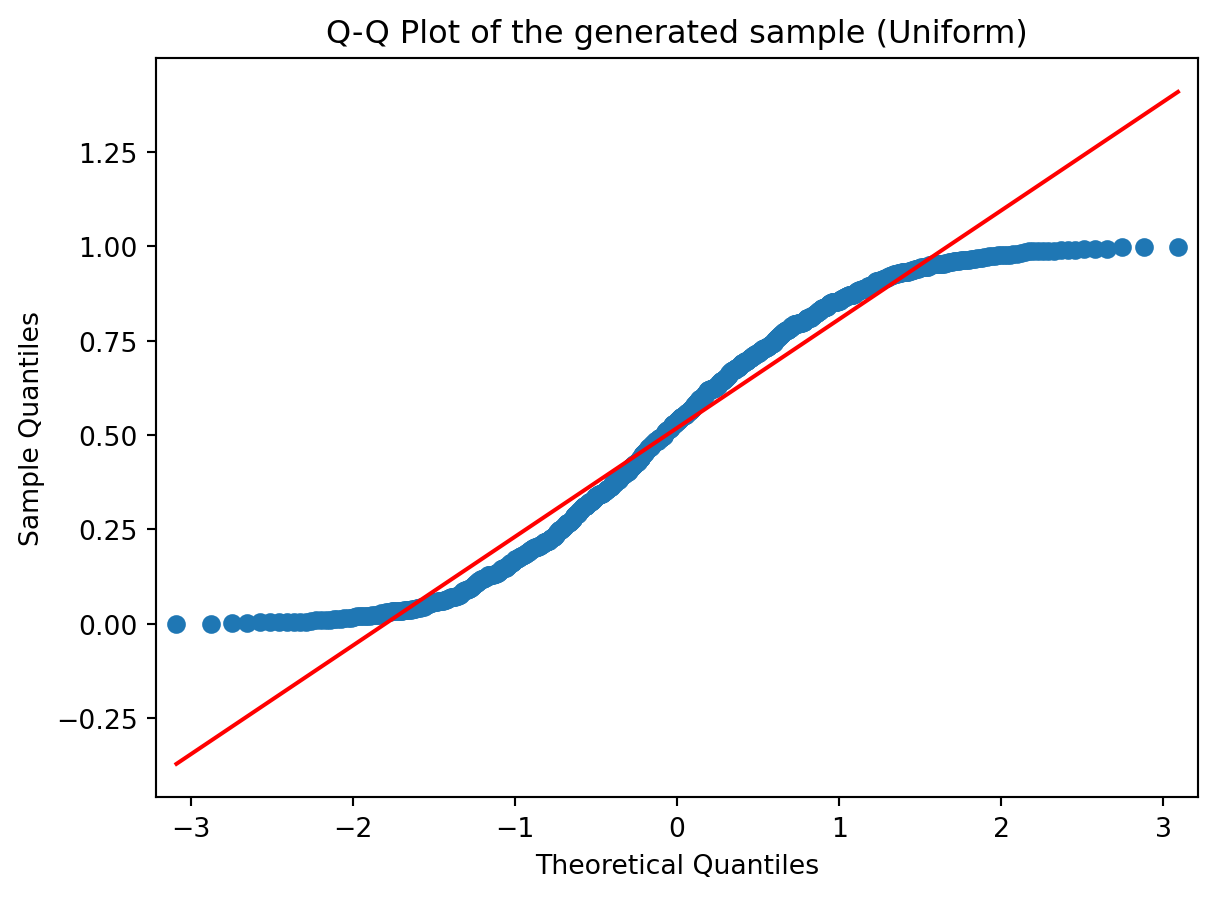 Q-Q Plot of the generated sample (Uniform)
1.25
1.00
0.75
0.50
0.25
0.00
−0.25
Sample Quantiles
−3 −2 −1 0 1 2 3
Theoretical Quantiles